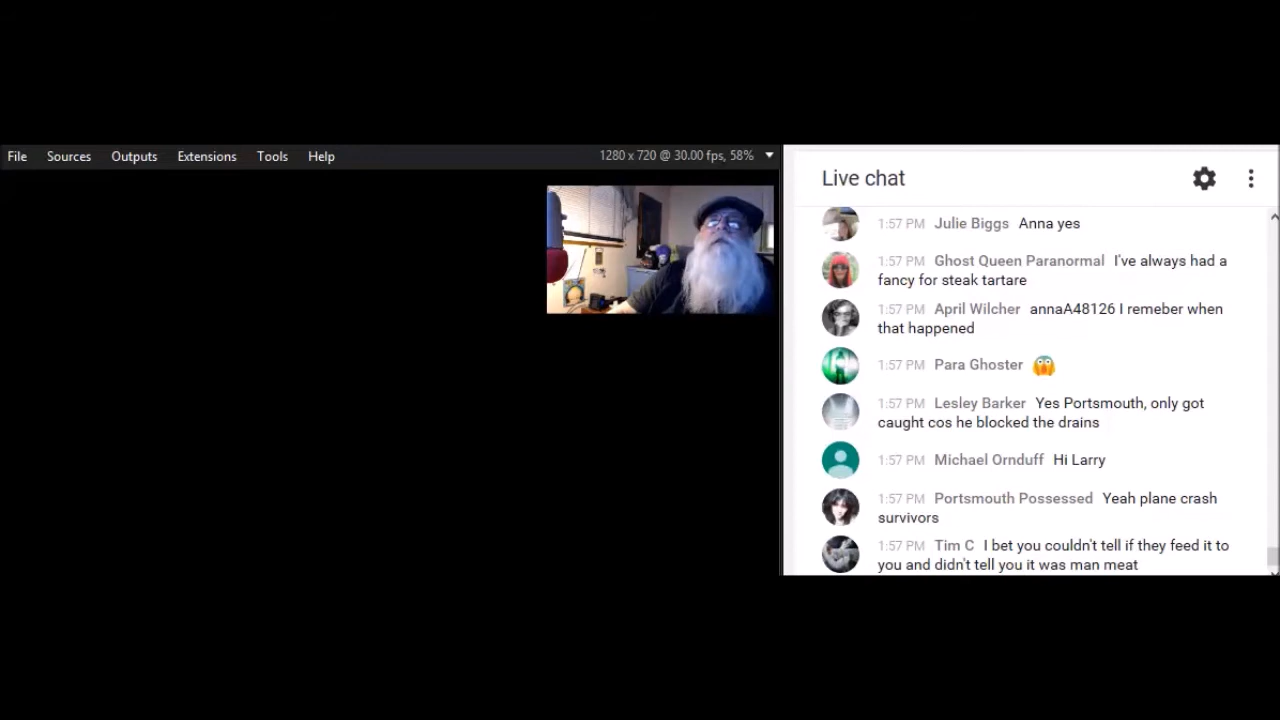 File Sources Outputs Extensions Tools Help 1280 x 720 @ 30.00 fps, 58%
Live chat
1:57 PM Julie Biggs Anna yes
1:57 PM Ghost Queen Paranormal I've always had a
fancy for steak tartare
1:57 PM April Wilcher annaA48126 I remeber when
that happened
1:57 PM Para Ghoster 😱
1:57 PM Lesley Barker Yes Portsmouth, only got
caught cos he blocked the drains
1:57 PM Michael Ornduff Hi Larry
1:57 PM Portsmouth Possessed Yeah plane crash
survivors
1:57 PM Tim C I bet you couldn't tell if they feed it to
you and didn't tell you it was man meat